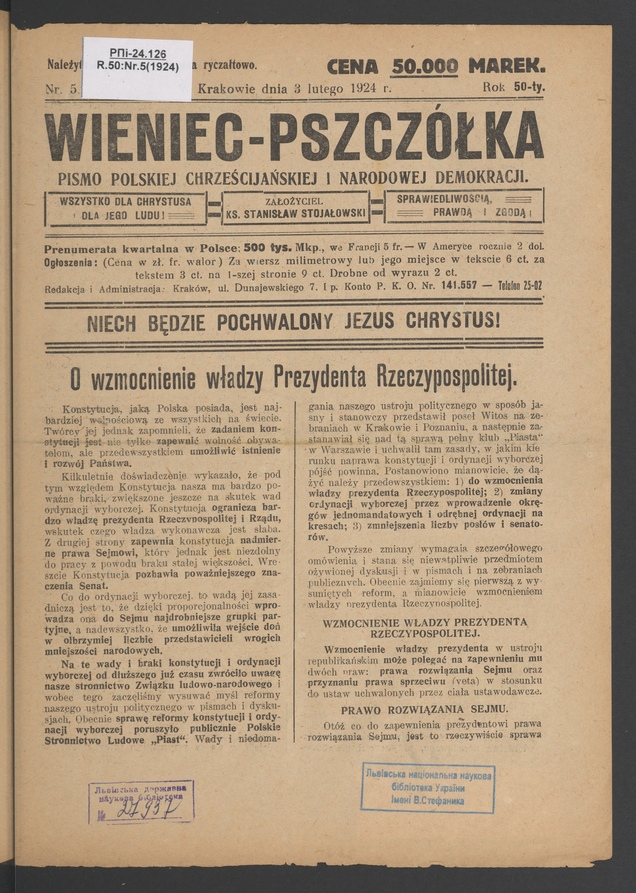 РПі-24.126
R.50:Nr.5(1924)
Należyt a ryczałtowo.
CENA 50.000 MAREK.
Nr. 5 Krakowie dnia 3 lutego 1924 r. Rok 50-ty.
WIENIEC-PSZCZÓŁKA
PISMO POLSKIEJ CHRZEŚCIJAŃSKIEJ I NARODOWEJ DEMOKRACJI.
WSZYSTKO DLA CHRYSTUSA
I DLA JEGO LUDU!
ZAŁOŻYCIEL
KS. STANISŁAW STOJAŁOWSKI
SPRAWIEDLIWOŚCIĄ,
PRAWDĄ I ZGODĄ!
Prenumerata kwartalna w Polsce: 500 tys. Mkp., we Francji 5 fr. — W Ameryce rocznie 2 dol.
Ogłoszenia: (Cena w zł. fr. walor) Za wiersz milimetrowy lub jego miejsce w tekscie 6 ct. za
tekstem 3 ct. na 1-szej stronie 9 ct. Drobne od wyrazu 2 ct.
Redakcja i Administracja: Kraków, ul. Dunajewskiego 7. I p. Konto P. K. O. Nr. 141.557 — Telefon 25-02
NIECH BĘDZIE POCHWALONY JEZUS CHRYSTUS!
O wzmocnienie władzy Prezydenta Rzeczypospolitej.
Konstytucja, jaką Polska posiada, jest naj-
bardziej wolnościową ze wszystkich na świecie.
Twórcy jej jednak zapomnieli, że zadaniem kon-
stytucji jest nie tylko zapewnić wolność obywa-
telom, ale przedewszystkiem umożliwić istnienie
i rozwój Państwa.
Kilkuletnie doświadczenie wykazało, że pod
tym względem Konstytucja nasza ma bardzo po-
ważne braki, zwiększone jeszcze na skutek wad
ordynacji wyborczej. Konstytucja ogranicza bar-
dzo władzę prezydenta Rzeczypospolitej i Rządu,
wskutek czego władza wykonawcza jest słaba.
Z drugiej strony zapewnia konstytucja nadmier-
ne prawa Sejmowi, który jednak jest niezdolny
do pracy z powodu braku stałej większości. Wre-
szcie Konstytucja pozbawia poważniejszego zna-
czenia Senat.
Co do ordynacji wyborczej, to wadą jej zasa-
dniczą jest to, że dzięki proporcjonalności wpro-
wadza ona do Sejmu najdrobniejsze grupki par-
tyjne, a nadewszystko, że umożliwiła wejście doń
w olbrzymiej liczbie przedstawicieli wrogich
mniejszości narodowych.
Na te wady i braki konstytucji i ordynacji
wyborczej od dłuższego już czasu zwróciło uwagę
nasze stronnictwo Związku ludowo-narodowego i
wobec tego zaczęliśmy wysuwać myśl reformy
naszego ustroju politycznego w pismach i dysku-
sjach. Obecnie sprawę reformy konstytucji i ordy-
nacji wyborczej poruszyło publicznie Polskie
Stronnictwo Ludowe „Piast". Wady i niedoma-
gania naszego ustroju politycznego w sposób ja-
sny i stanowczy przedstawił poseł Witos na ze-
braniach w Krakowie i Poznaniu, a następnie za-
stanawiał się nad tą sprawą pełny klub „Piasta"
w Warszawie i uchwalił tam zasady, w jakim kie
runku naprawa konstytucji i ordynacji wyborczej
pójść powinna. Postanowiono mianowicie, że dą-
żyć należy przedewszystkiem: 1) do wzmocnienia
władzy prezydenta Rzeczypospolitej; 2) zmiany
ordynacji wyborczej przez wprowadzenie okrę-
gów jednomandatowych i odrębnej ordynacji na
kresach; 3) zmniejszenia liczby posłów i senato-
rów.
Powyższe zmiany wymagaia szczegółowego
omówienia i staną się niewątpliwie przedmiotem
ożywionej dyskusji i w pismach i na zebraniach
publicznych. Obecnie zajmiemy się pierwszą z wy-
suniętych reform, a mianowicie wzmocnieniem
władzy prezydenta Rzeczypospolitej.
WZMOCNIENIE WŁADZY PREZYDENTA
RZECZYPOSPOLITEJ.
Wzmocnienie władzy prezydenta w ustroju
republikańskim może polegać na zapewnieniu mu
dwóch praw: prawa rozwiązania Sejmu oraz
przyznaniu prawa sprzeciwu (veta) w stosunku
do ustaw uchwalonych przez ciała ustawodawcze.
PRAWO ROZWIĄZANIA SEJMU.
Otóż co do zapewnienia prezydentowi prawa
rozwiązania Sejmu, jest to rzeczywiście sprawa
Львівська державна
наукова бібліотека
№ 27937
Львівська національна наукова
бібліотека України
імені В.Стефаника